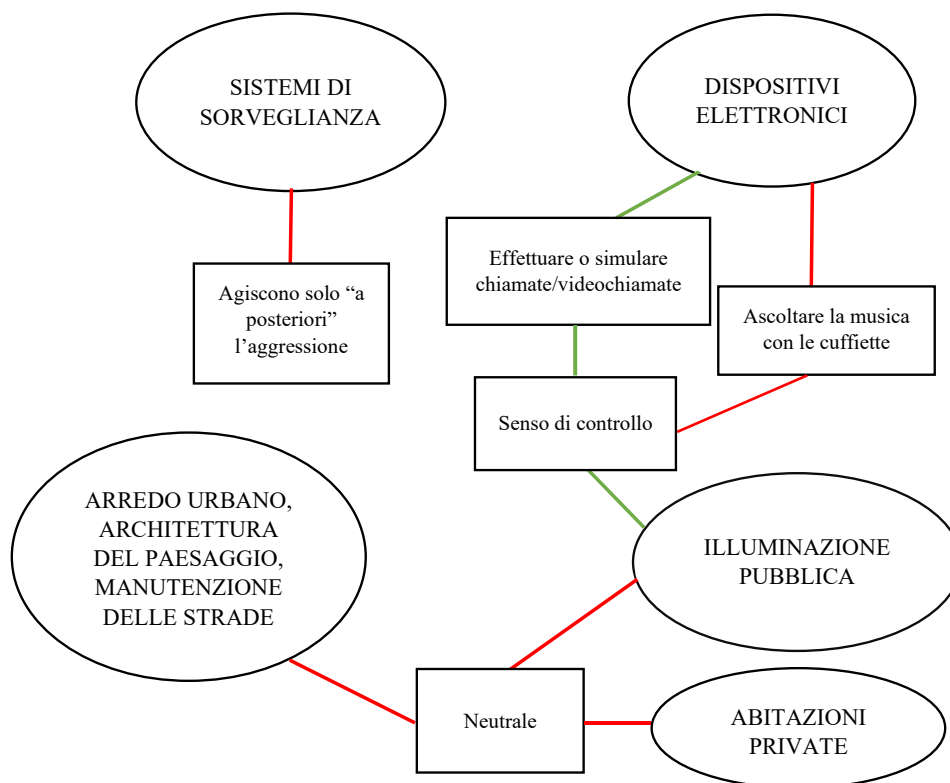 SISTEMI DI
SORVEGLIANZA
DISPOSITIVI
ELETTRONICI
Effettuare o simulare
chiamate/videochiamate
Agiscono solo “a
posteriori”
l’aggressione
Ascoltare la musica
con le cuffiette
Senso di controllo
ARREDO URBANO,
ARCHITETTURA
DEL PAESAGGIO,
MANUTENZIONE
DELLE STRADE
ILLUMINAZIONE
PUBBLICA
Neutrale
ABITAZIONI
PRIVATE